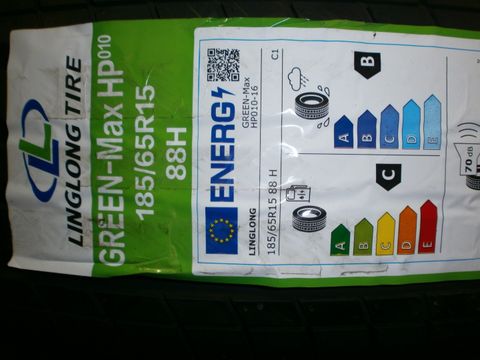 LINGLONG TIRE
GREEN-Max HP010
185/65R15
88H
ENERG
GREEN-Max
HP010-16
C1
LINGLONG
185/65R15 88 H
B
A
B
C
D
E
C
A
B
C
D
E
70 dB